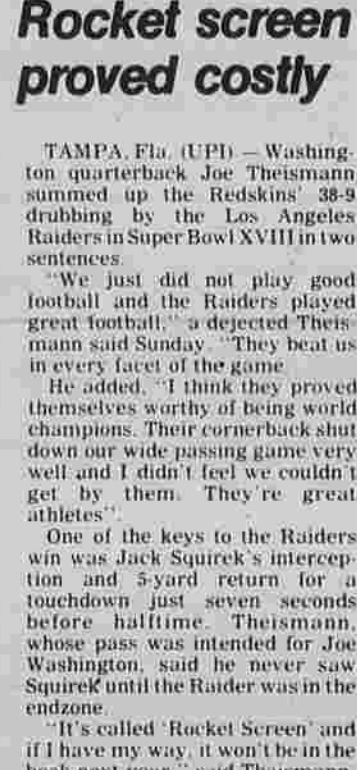 Rocket screen
proved costly
TAMPA, Fla. (UPI) — Washing-
ton quarterback Joe Theismann
summed up the Redskins' 38-9
drubbing by the Los Angeles
Raiders in Super Bowl XVIII in two
sentences.
"We just did not play good
football and the Raiders played
great football," a dejected Theis-
mann said Sunday. "They beat us
in every facet of the game
He added, "I think they proved
themselves worthy of being world
champions. Their cornerback shut
down our wide passing game very
well and I didn't feel we couldn't
get by them. They're great
athletes".
One of the keys to the Raiders
win was Jack Squirek's intercep-
tion and 5-yard return for a
touchdown just seven seconds
before halftime. Theismann,
whose pass was intended for Joe
Washington, said he never saw
Squirek until the Raider was in the
endzone.
"It's called 'Rocket Screen' and
if I have my way, it won't be in the
book next year," said Theismann.